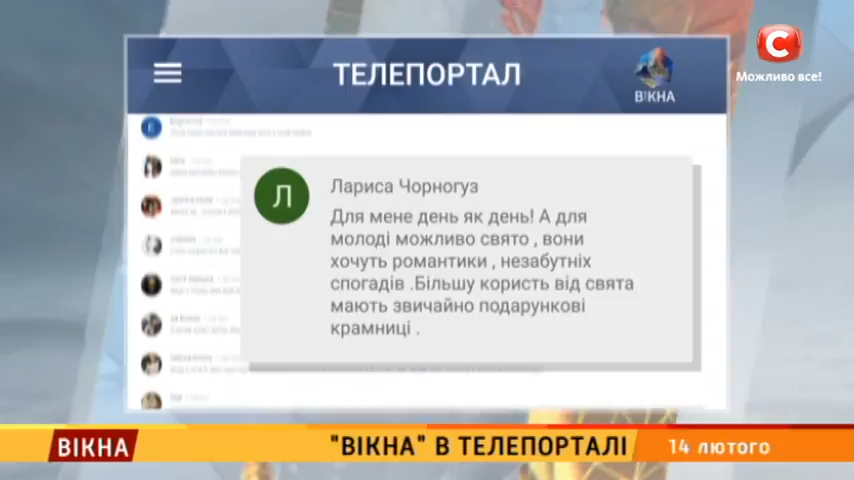 С
Можливо все!
ТЕЛЕПОРТАЛ
ВІКНА
Л
Лариса Чорногуз
Для мене день як день! А для
молоді можливо свято , вони
хочуть романтики , незабутніх
спогадів .Більшу користь від свята
мають звичайно подарункові
крамниці .
ВІКНА
"ВІКНА" В ТЕЛЕПОРТАЛІ
14 лютого